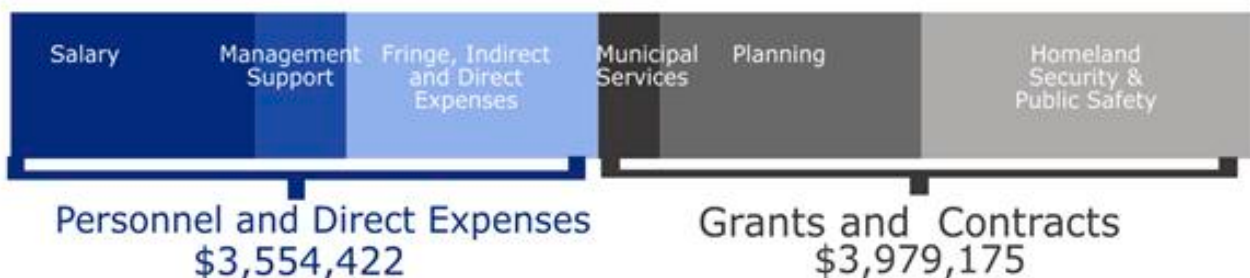 Salary
Management
Support
Fringe, Indirect
and Direct
Expenses
Municipal
Services
Planning
Homeland
Security &
Public Safety
Personnel and Direct Expenses
$3,554,422
Grants and Contracts
$3,979,175